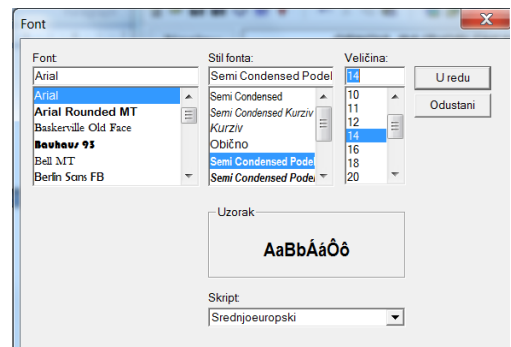 Font
Font:
Stil fonta:
Veličina:
Arial
Semi Condensed Podel
14
U redu
Arial
Arial Rounded MT
Baskerville Old Face
Bauhaus 93
Bell MT
Berlin Sans FB
Semi Condensed
Semi Condensed Kurziv
Kurziv
Obično
Semi Condensed Podel
Semi Condensed Podel
10
11
12
14
16
18
20
Odustani
Uzorak
AaBbÁáÔô
Skript:
Srednjoeuropski